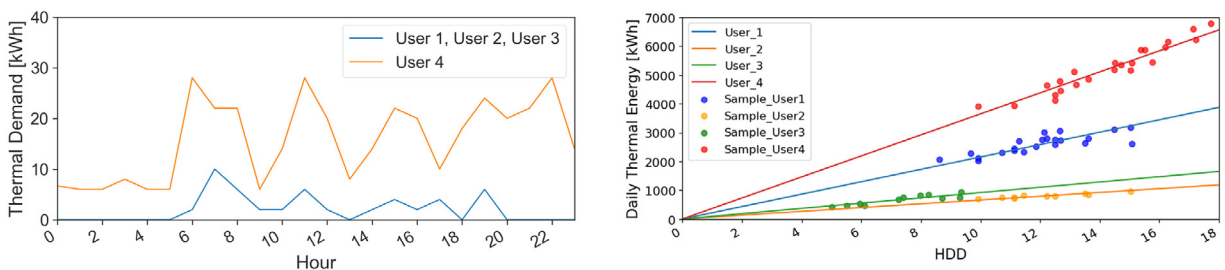 40
30
20
10
0
Thermal Demand [kWh]
User 1, User 2, User 3
User 4
0 2 4 6 8 10 12 14 16 18 20 22
Hour
7000
6000
5000
4000
3000
2000
1000
0
Daily Thermal Energy [kWh]
User_1
User_2
User_3
User_4
Sample_User1
Sample_User2
Sample_User3
Sample_User4
0 2 4 6 8 10 12 14 16 18
HDD